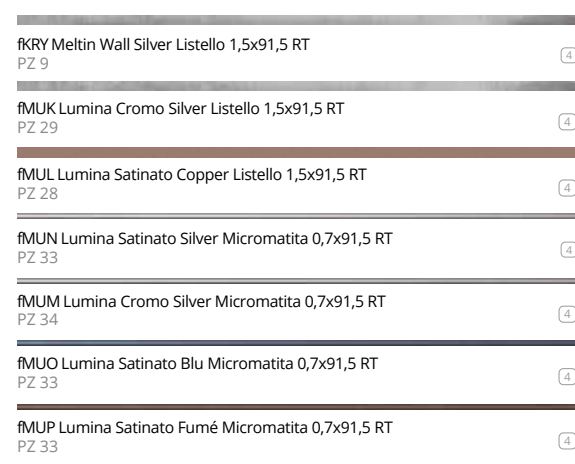 fKRY Meltin Wall Silver Listello 1,5x91,5 RT
PZ 9
4
fMUK Lumina Cromo Silver Listello 1,5x91,5 RT
PZ 29
4
fMUL Lumina Satinato Copper Listello 1,5x91,5 RT
PZ 28
4
fMUN Lumina Satinato Silver Micromatita 0,7x91,5 RT
PZ 33
4
fMUM Lumina Cromo Silver Micromatita 0,7x91,5 RT
PZ 34
4
fMUO Lumina Satinato Blu Micromatita 0,7x91,5 RT
PZ 33
4
fMUP Lumina Satinato Fumé Micromatita 0,7x91,5 RT
PZ 33
4